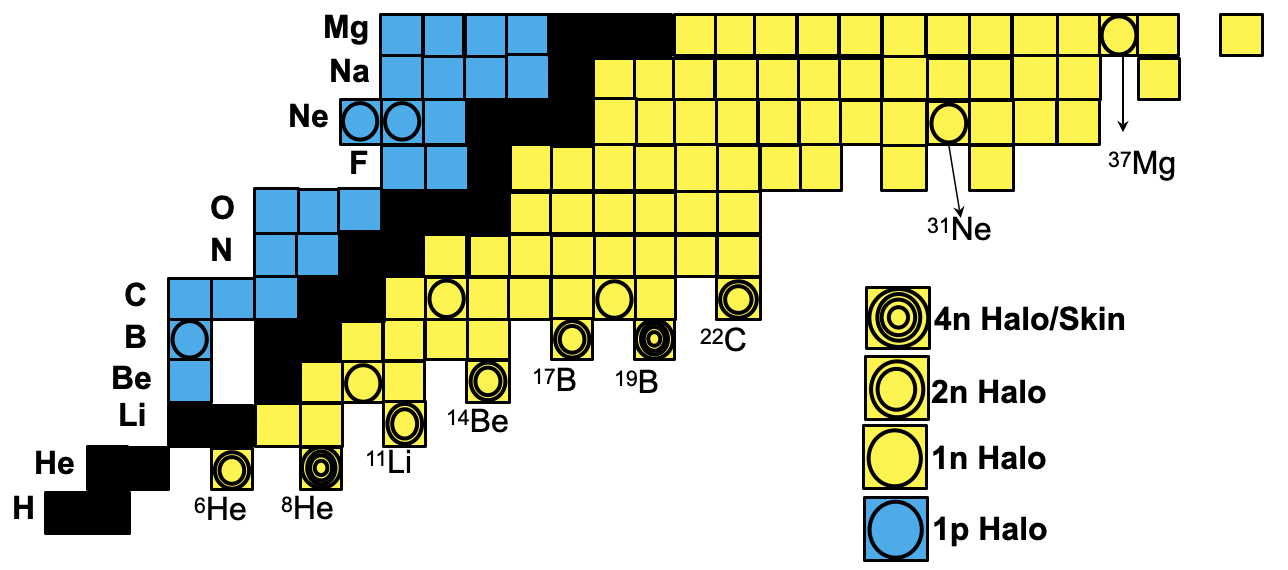 Mg
Na
Ne
F
³⁷Mg
O
³¹Ne
N
C
4n Halo/Skin
B
²²C
Be
¹⁷B
¹⁹B
2n Halo
Li
¹⁴Be
He
¹¹Li
1n Halo
H
⁶He
⁸He
1p Halo